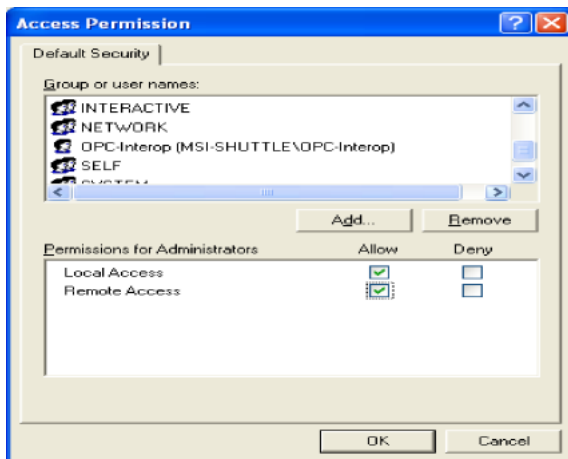 Access Permission
Default Security
Group or user names:
INTERACTIVE
NETWORK
OPC-Interop (MSI-SHUTTLE\OPC-Interop)
SELF
SYSTEM
Add... Remove
Permissions for Administrators Allow Deny
Local Access
Remote Access
OK Cancel